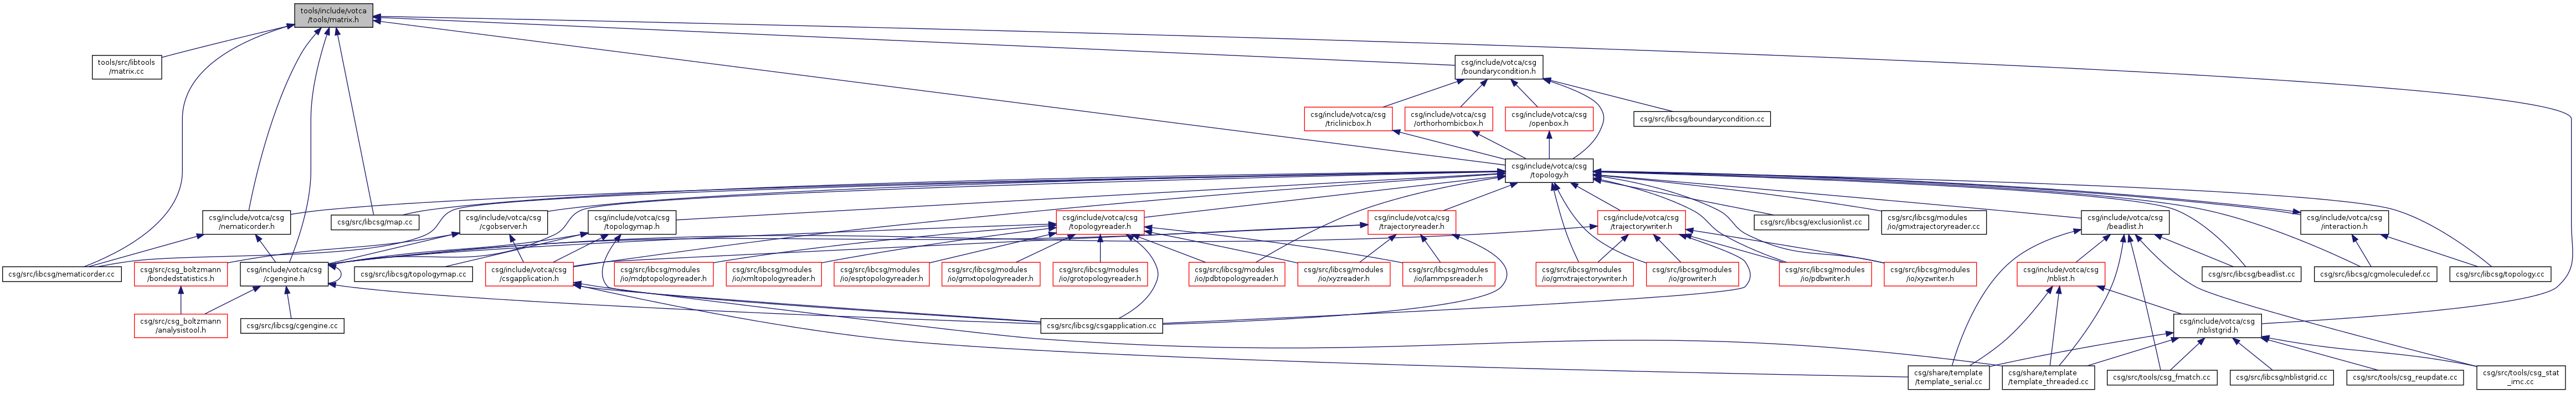 tools/include/votca
/tools/matrix.h
tools/src/libtools
/matrix.cc
csg/include/votca/csg
/boundarycondition.h
csg/include/votca/csg
/triclinicbox.h
csg/include/votca/csg
/orthorhombicbox.h
csg/include/votca/csg
/openbox.h
csg/src/libcsg/boundarycondition.cc
csg/include/votca/csg
/topology.h
csg/include/votca/csg
/nematicorder.h
csg/src/libcsg/map.cc
csg/include/votca/csg
/cgobserver.h
csg/include/votca/csg
/topologymap.h
csg/include/votca/csg
/topologyreader.h
csg/include/votca/csg
/trajectoryreader.h
csg/include/votca/csg
/trajectorywriter.h
csg/src/libcsg/exclusionlist.cc
csg/src/libcsg/modules
/io/gmxtrajectoryreader.cc
csg/include/votca/csg
/beadlist.h
csg/include/votca/csg
/interaction.h
csg/src/libcsg/nematicorder.cc
csg/src/csg_boltzmann
/bondedstatistics.h
csg/include/votca/csg
/cgengine.h
csg/src/libcsg/topologymap.cc
csg/include/votca/csg
/csgapplication.h
csg/src/libcsg/modules
/io/mdptopologyreader.h
csg/src/libcsg/modules
/io/xmltopologyreader.h
csg/src/libcsg/modules
/io/esptopologyreader.h
csg/src/libcsg/modules
/io/gmxtopologyreader.h
csg/src/libcsg/modules
/io/grotopologyreader.h
csg/src/libcsg/modules
/io/pdbtopologyreader.h
csg/src/libcsg/modules
/io/xyzreader.h
csg/src/libcsg/modules
/io/lammpsreader.h
csg/src/libcsg/modules
/io/gmxtrajectorywriter.h
csg/src/libcsg/modules
/io/growriter.h
csg/src/libcsg/modules
/io/pdbwriter.h
csg/src/libcsg/modules
/io/xyzwriter.h
csg/include/votca/csg
/nblist.h
csg/src/libcsg/beadlist.cc
csg/src/libcsg/cgmoleculedef.cc
csg/src/libcsg/topology.cc
csg/src/csg_boltzmann
/analysistool.h
csg/src/libcsg/cgengine.cc
csg/src/libcsg/csgapplication.cc
csg/include/votca/csg
/nblistgrid.h
csg/share/template
/template_serial.cc
csg/share/template
/template_threaded.cc
csg/src/tools/csg_fmatch.cc
csg/src/libcsg/nblistgrid.cc
csg/src/tools/csg_reupdate.cc
csg/src/tools/csg_stat
_imc.cc